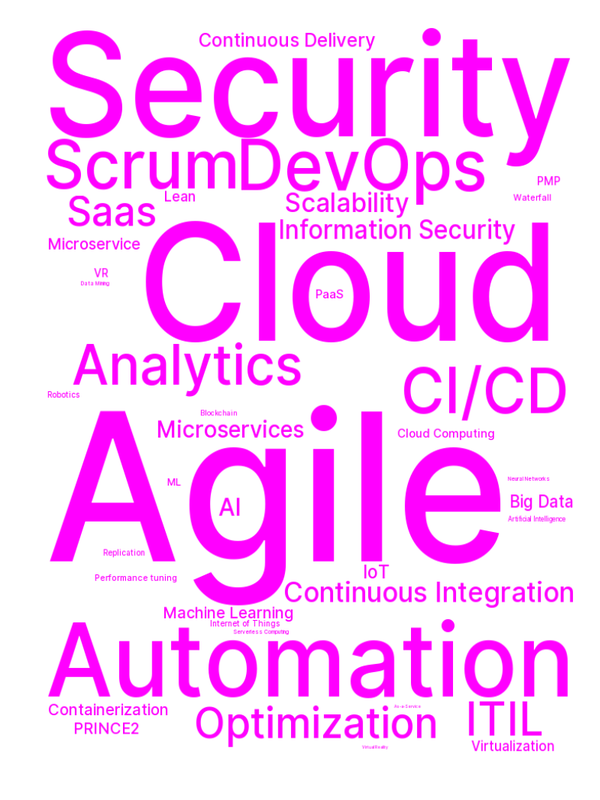 Continuous Delivery
Security
Scrum DevOps
PMP
Lean
Waterfall
Saas
Scalability
Information Security
Microservice
Cloud
VR
Data Mining
PaaS
Analytics
CI/CD
Robotics
Agile
Blockchain
Microservices
Cloud Computing
Neural Networks
ML
AI
Big Data
Artificial Intelligence
Replication
IoT
Performance tuning
Continuous Integration
Machine Learning
Internet of Things
Serverless Computing
Automation
Containerization
Optimization
ITIL
PRINCE2
Virtualization
Virtual Reality